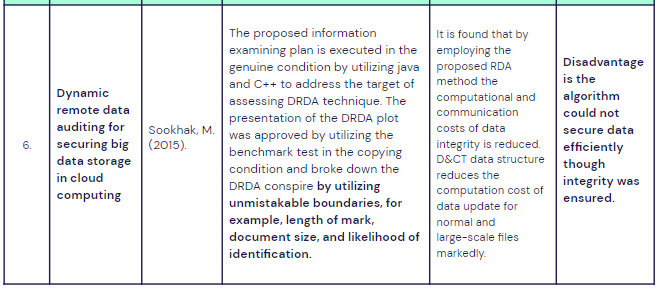 6.
Dynamic
remote data
auditing for
securing big
data storage
in cloud
computing
Sookhak, M.
(2015).
The proposed information
examining plan is executed in the
genuine condition by utilizing java
and C++ to address the target of
assessing DRDA technique. The
presentation of the DRDA plot
was approved by utilizing the
benchmark test in the copying
condition and broke down the
DRDA conspire by utilizing
unmistakable boundaries, for
example, length of mark,
document size, and likelihood of
identification.
It is found that by
employing the
proposed RDA
method the
computational and
communication
costs of data
integrity is reduced.
D&CT data structure
reduces the
computation cost of
data update for
normal and
large-scale files
markedly.
Disadvantage
is the
algorithm
could not
secure data
efficiently
though
integrity was
ensured.